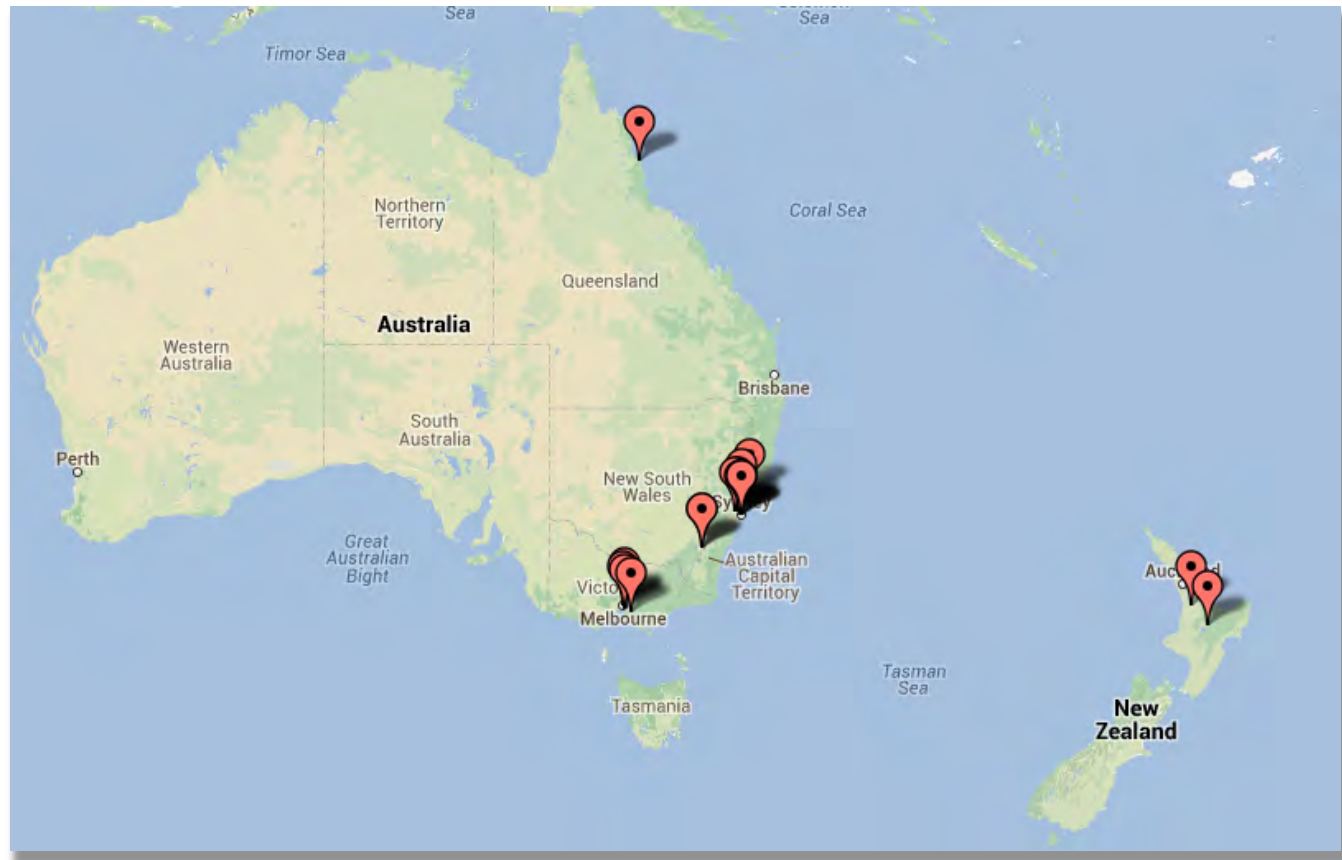 Sea
Sea
Timor Sea
Northern
Territory
Coral Sea
Queensland
Australia
Western
Australia
Brisbane
South
Australia
Perth
New South
Wales
Great
Australian
Bight
Australian
Capital
Territory
Victo
Melbourne
Tasman
Sea
Tasmania
New
Zealand